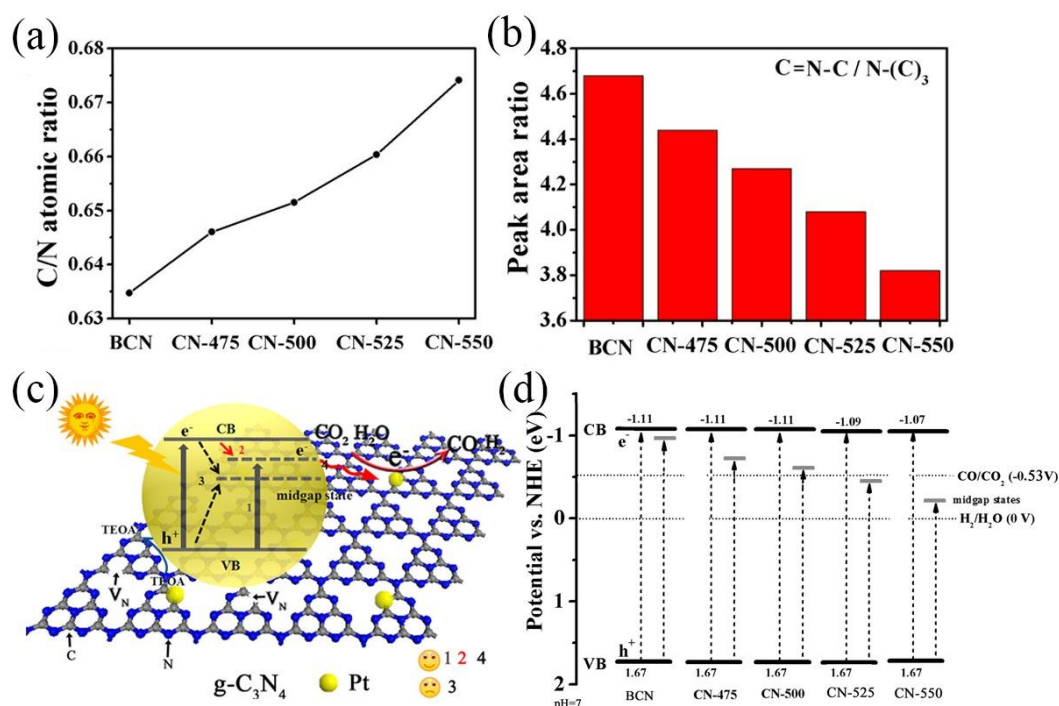 (a)
C/N atomic ratio
0.68
0.67
0.66
0.65
0.64
0.63
BCN CN-475 CN-500 CN-525 CN-550
(b)
Peak area ratio
C=N-C / N-(C)3
4.8
4.4
4.2
4.0
3.8
3.6
BCN CN-475 CN-500 CN-525 CN-550
(c)
e-
CB
2
3
e-
4
midgap state
1
h+
VB
CO2 H2O
e-
CO H2
TEOA
TEOA
VN
VN
C
N
g-C3N4
Pt
1 2 4
3
(d)
Potential vs. NHE (eV)
-1
0
1
2
pH=7
CB
e-
-1.11 -1.11 -1.11 -1.09 -1.07
CO/CO2 (-0.53V)
midgap states
H2/H2O (0 V)
h+
VB
1.67 1.67 1.67 1.67 1.67
BCN CN-475 CN-500 CN-525 CN-550